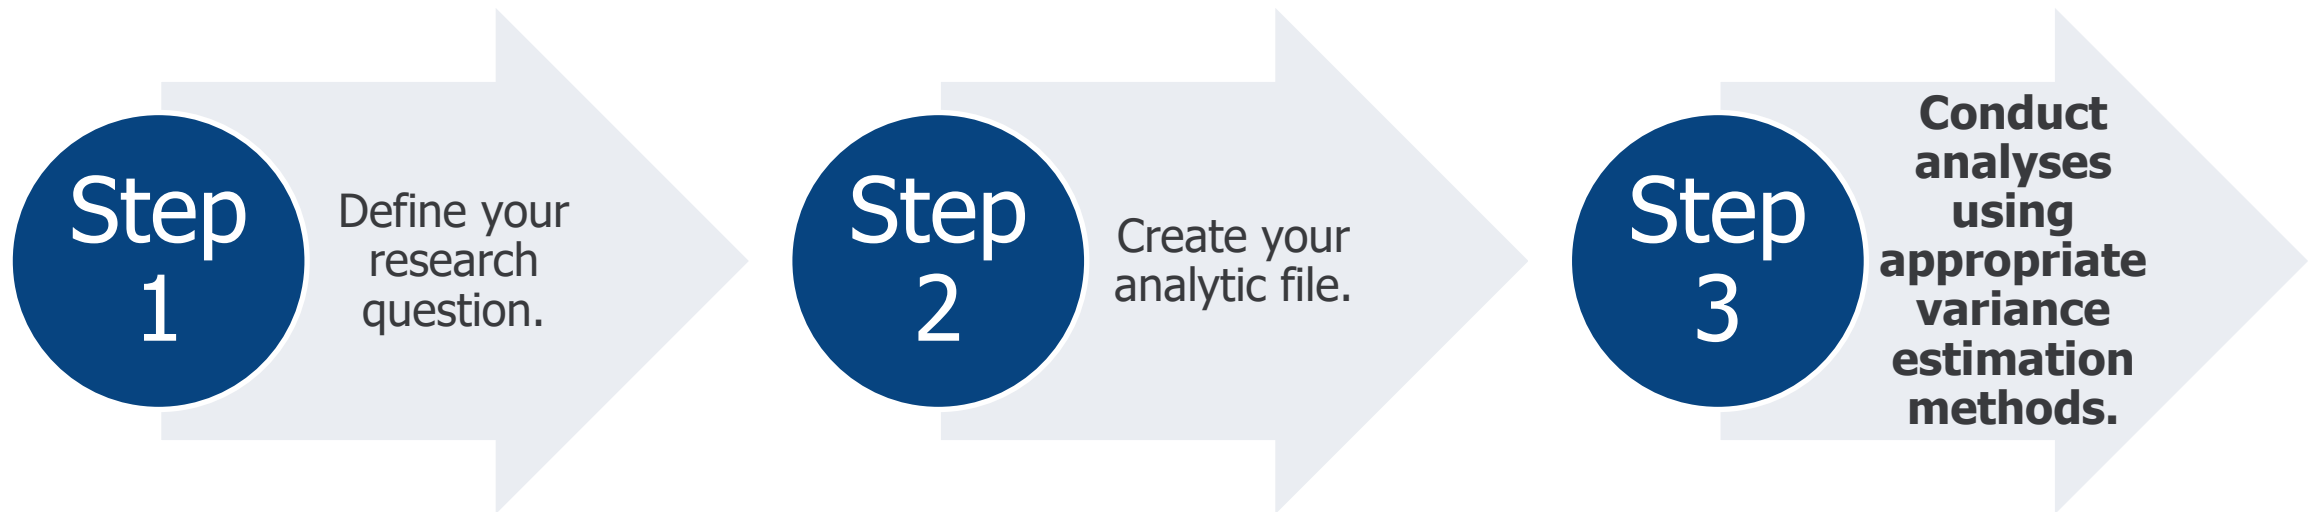 Step
1
Define your
research
question.
Step
2
Create your
analytic file.
Step
3
Conduct
analyses
using
appropriate
variance
estimation
methods.